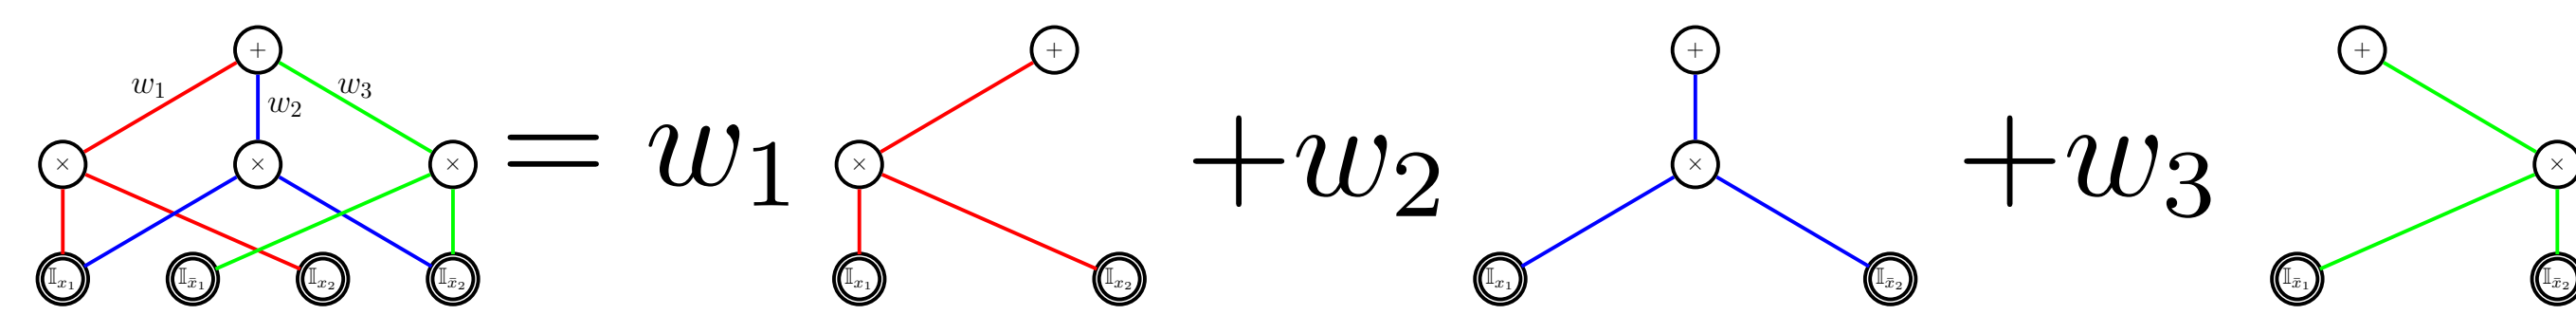 + + + +
w₁ w₂ w₃
= w₁ +w₂ +w₃
× × × × × ×
𝕀x₁ 𝕀x̄₁ 𝕀x₂ 𝕀x̄₂ 𝕀x₁ 𝕀x₂ 𝕀x₁ 𝕀x̄₂ 𝕀x̄₁ 𝕀x̄₂